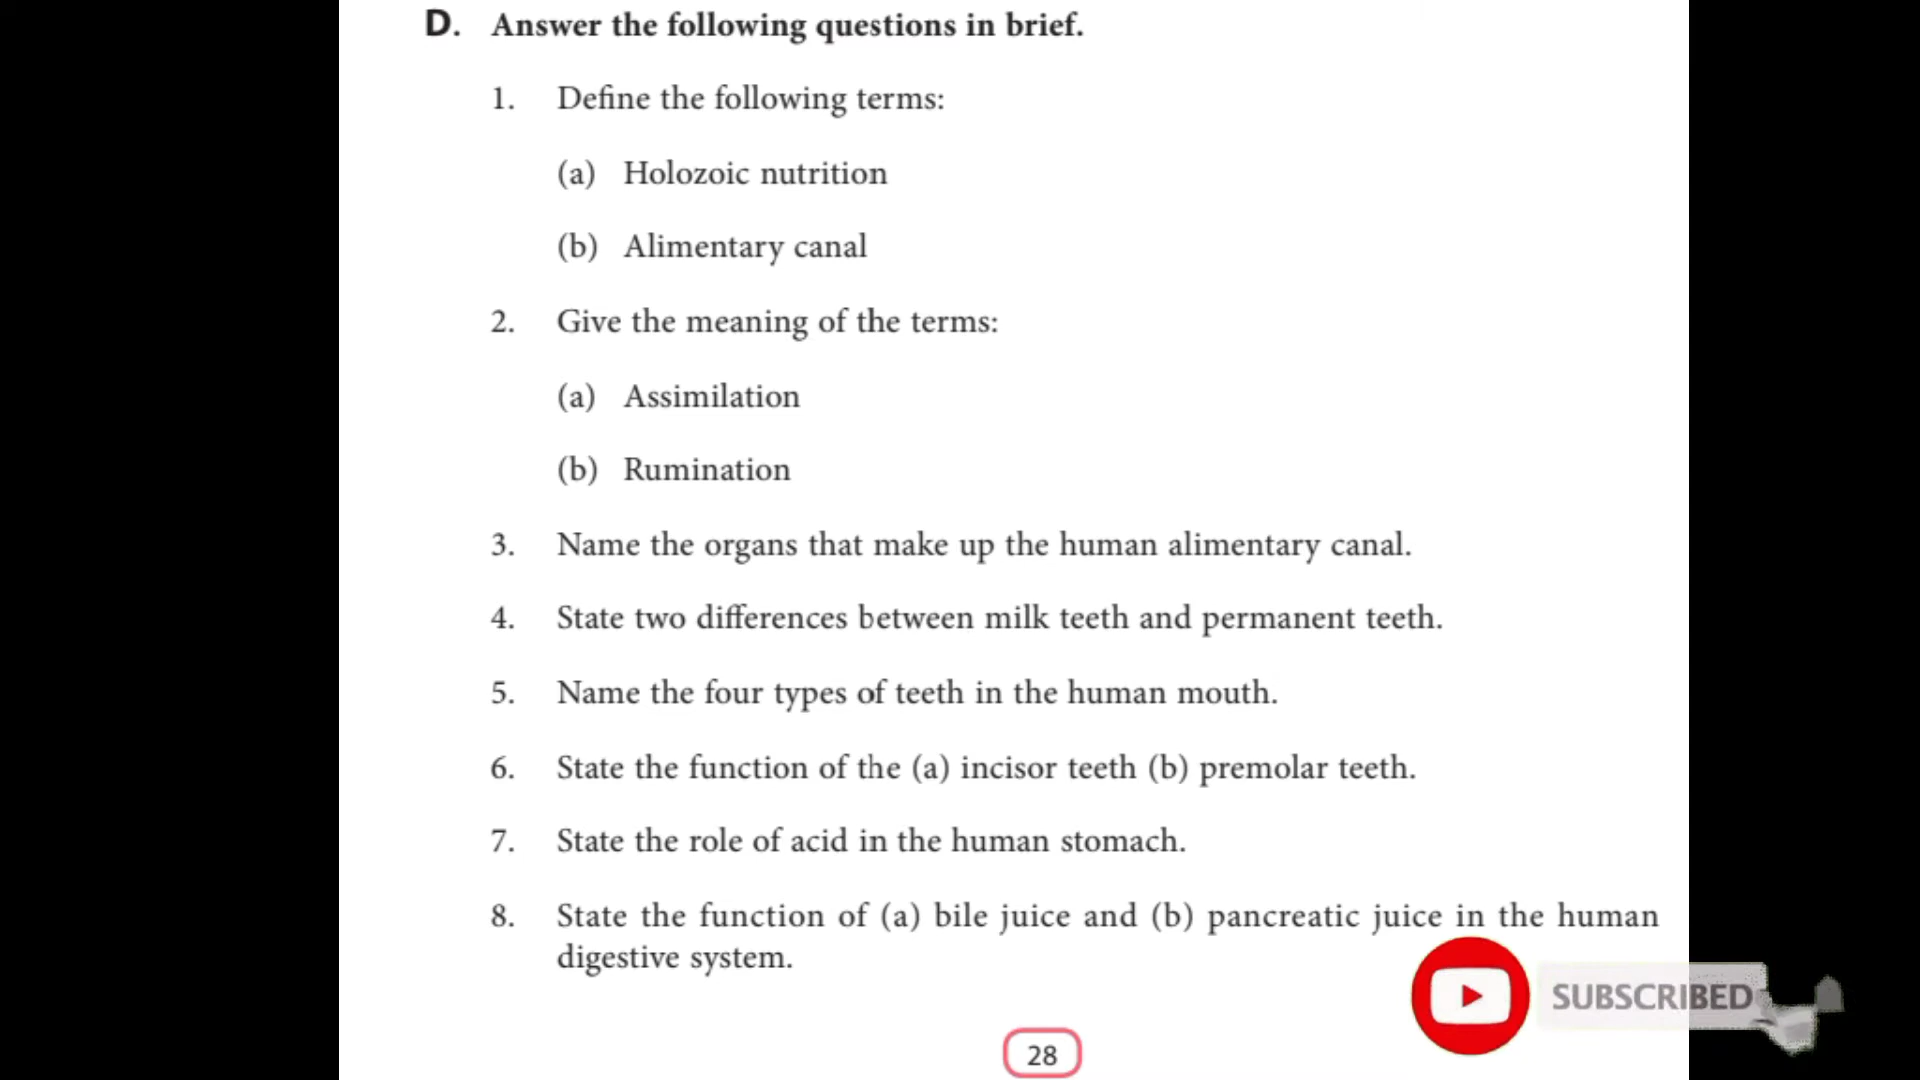 D. Answer the following questions in brief.
1. Define the following terms:
(a) Holozoic nutrition
(b) Alimentary canal
2. Give the meaning of the terms:
(a) Assimilation
(b) Rumination
3. Name the organs that make up the human alimentary canal.
4. State two differences between milk teeth and permanent teeth.
5. Name the four types of teeth in the human mouth.
6. State the function of the (a) incisor teeth (b) premolar teeth.
7. State the role of acid in the human stomach.
8. State the function of (a) bile juice and (b) pancreatic juice in the human
digestive system.
SUBSCRIBED
28